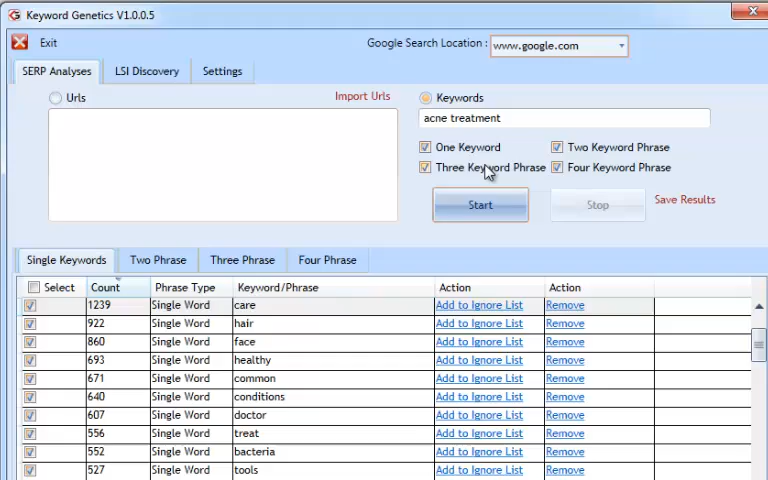 Keyword Genetics V1.0.0.5
Exit
Google Search Location : www.google.com
SERP Analyses LSI Discovery Settings
Urls Import Urls Keywords
acne treatment
One Keyword Two Keyword Phrase
Three Keyword Phrase Four Keyword Phrase
Start Stop Save Results
Single Keywords Two Phrase Three Phrase Four Phrase
Select Count Phrase Type Keyword/Phrase Action Action
1239 Single Word care Add to Ignore List Remove
922 Single Word hair Add to Ignore List Remove
860 Single Word face Add to Ignore List Remove
693 Single Word healthy Add to Ignore List Remove
671 Single Word common Add to Ignore List Remove
640 Single Word conditions Add to Ignore List Remove
607 Single Word doctor Add to Ignore List Remove
556 Single Word treat Add to Ignore List Remove
552 Single Word bacteria Add to Ignore List Remove
527 Single Word tools Add to Ignore List Remove